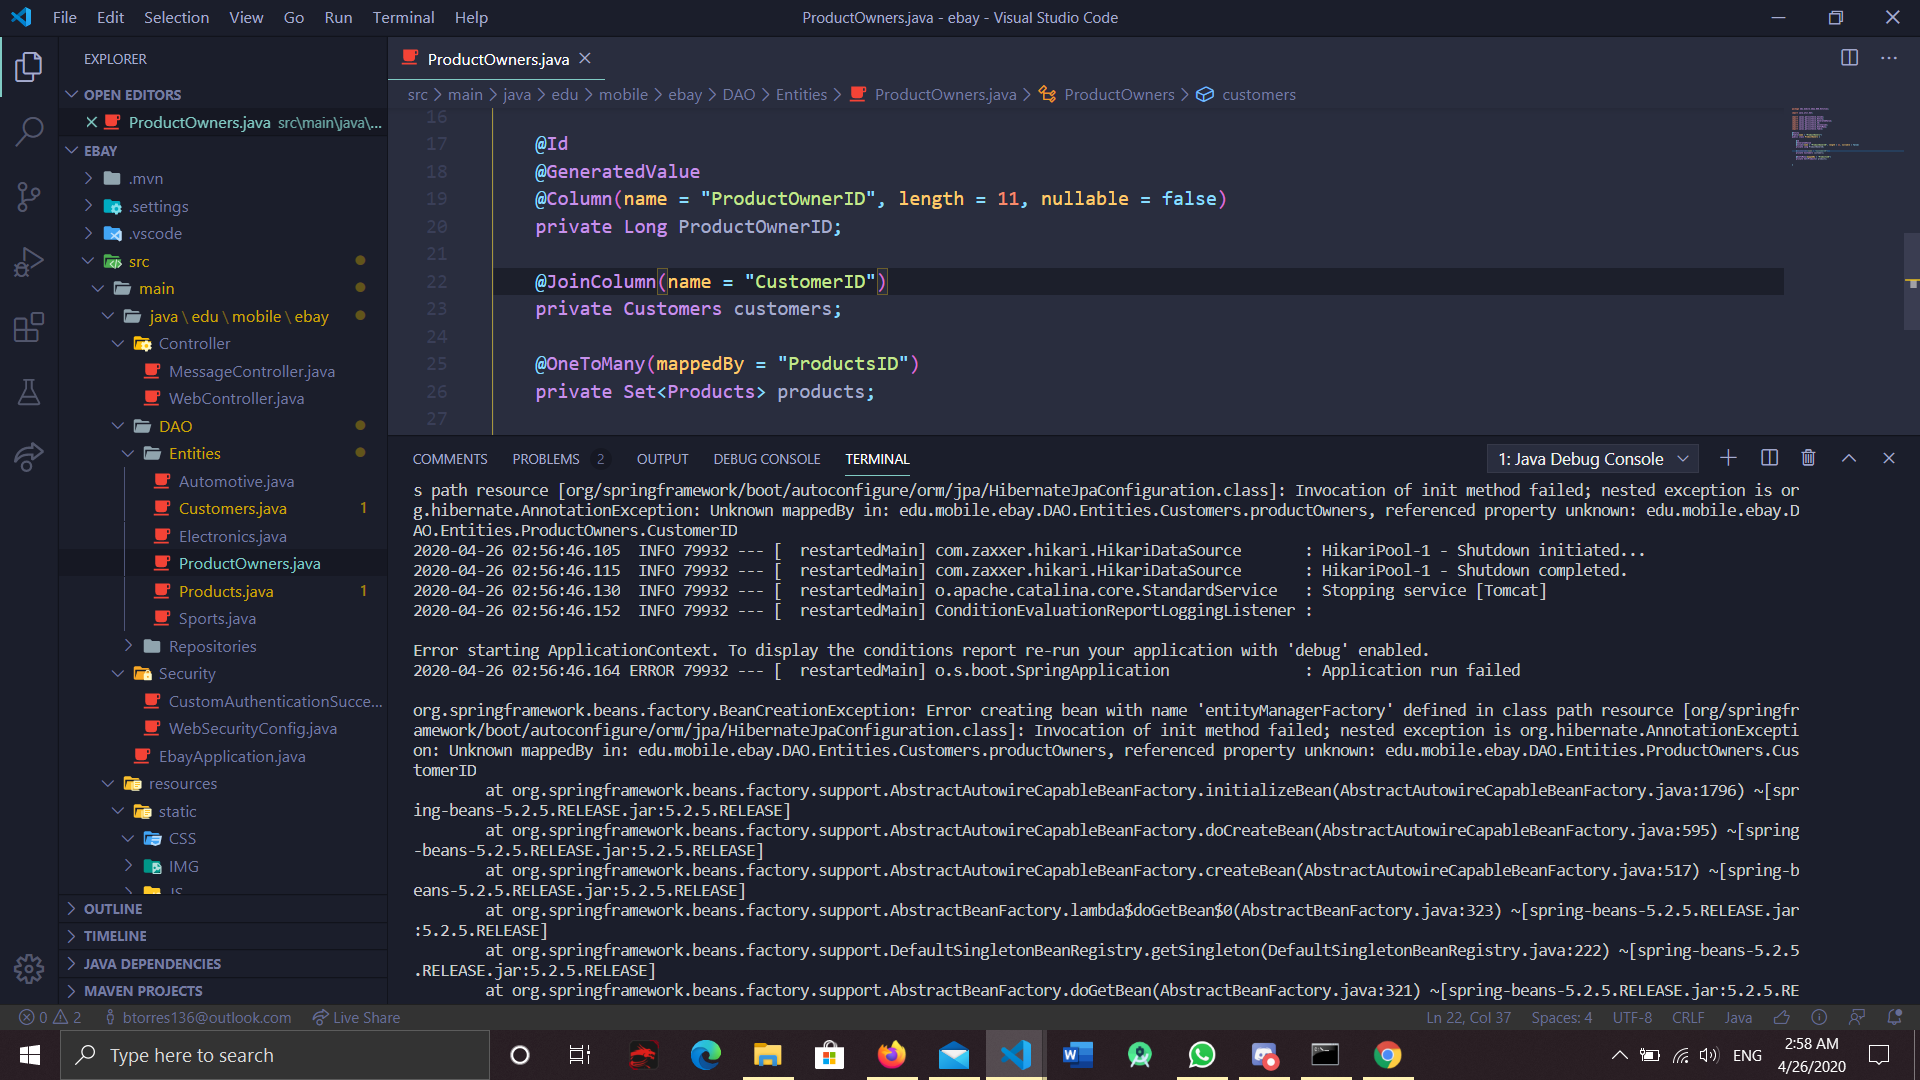 File Edit Selection View Go Run Terminal Help
ProductOwners.java - ebay - Visual Studio Code
EXPLORER
OPEN EDITORS
ProductOwners.java src\main\java\...
EBAY
.mvn
.settings
.vscode
src
main
java \ edu \ mobile \ ebay
Controller
MessageController.java
WebController.java
DAO
Entities
Automotive.java
Customers.java 1
Electronics.java
ProductOwners.java
Products.java 1
Sports.java
Repositories
Security
CustomAuthenticationSucce...
WebSecurityConfig.java
EbayApplication.java
resources
static
CSS
IMG
JS
OUTLINE
TIMELINE
JAVA DEPENDENCIES
MAVEN PROJECTS
ProductOwners.java
src > main > java > edu > mobile > ebay > DAO > Entities > ProductOwners.java > ProductOwners > customers
16
17 @Id
18 @GeneratedValue
19 @Column(name = "ProductOwnerID", length = 11, nullable = false)
20 private Long ProductOwnerID;
21
22 @JoinColumn(name = "CustomerID")
23 private Customers customers;
24
25 @OneToMany(mappedBy = "ProductsID")
26 private Set<Products> products;
27
COMMENTS PROBLEMS 2 OUTPUT DEBUG CONSOLE TERMINAL
1: Java Debug Console
s path resource [org/springframework/boot/autoconfigure/orm/jpa/HibernateJpaConfiguration.class]: Invocation of init method failed; nested exception is or
g.hibernate.AnnotationException: Unknown mappedBy in: edu.mobile.ebay.DAO.Entities.Customers.productOwners, referenced property unknown: edu.mobile.ebay.D
AO.Entities.ProductOwners.CustomerID
2020-04-26 02:56:46.105  INFO 79932 --- [  restartedMain] com.zaxxer.hikari.HikariDataSource       : HikariPool-1 - Shutdown initiated...
2020-04-26 02:56:46.115  INFO 79932 --- [  restartedMain] com.zaxxer.hikari.HikariDataSource       : HikariPool-1 - Shutdown completed.
2020-04-26 02:56:46.130  INFO 79932 --- [  restartedMain] o.apache.catalina.core.StandardService   : Stopping service [Tomcat]
2020-04-26 02:56:46.152  INFO 79932 --- [  restartedMain] ConditionEvaluationReportLoggingListener :
Error starting ApplicationContext. To display the conditions report re-run your application with 'debug' enabled.
2020-04-26 02:56:46.164 ERROR 79932 --- [  restartedMain] o.s.boot.SpringApplication               : Application run failed
org.springframework.beans.factory.BeanCreationException: Error creating bean with name 'entityManagerFactory' defined in class path resource [org/springfr
amework/boot/autoconfigure/orm/jpa/HibernateJpaConfiguration.class]: Invocation of init method failed; nested exception is org.hibernate.AnnotationExcepti
on: Unknown mappedBy in: edu.mobile.ebay.DAO.Entities.Customers.productOwners, referenced property unknown: edu.mobile.ebay.DAO.Entities.ProductOwners.Cus
tomerID
at org.springframework.beans.factory.support.AbstractAutowireCapableBeanFactory.initializeBean(AbstractAutowireCapableBeanFactory.java:1796) ~[spr
ing-beans-5.2.5.RELEASE.jar:5.2.5.RELEASE]
at org.springframework.beans.factory.support.AbstractAutowireCapableBeanFactory.doCreateBean(AbstractAutowireCapableBeanFactory.java:595) ~[spring
-beans-5.2.5.RELEASE.jar:5.2.5.RELEASE]
at org.springframework.beans.factory.support.AbstractAutowireCapableBeanFactory.createBean(AbstractAutowireCapableBeanFactory.java:517) ~[spring-b
eans-5.2.5.RELEASE.jar:5.2.5.RELEASE]
at org.springframework.beans.factory.support.AbstractBeanFactory.lambda$doGetBean$0(AbstractBeanFactory.java:323) ~[spring-beans-5.2.5.RELEASE.jar
:5.2.5.RELEASE]
at org.springframework.beans.factory.support.DefaultSingletonBeanRegistry.getSingleton(DefaultSingletonBeanRegistry.java:222) ~[spring-beans-5.2.5
.RELEASE.jar:5.2.5.RELEASE]
at org.springframework.beans.factory.support.AbstractBeanFactory.doGetBean(AbstractBeanFactory.java:321) ~[spring-beans-5.2.5.RELEASE.jar:5.2.5.RE
0 2 btorres136@outlook.com Live Share
Ln 22, Col 37 Spaces: 4 UTF-8 CRLF Java
Type here to search
ENG
2:58 AM
4/26/2020